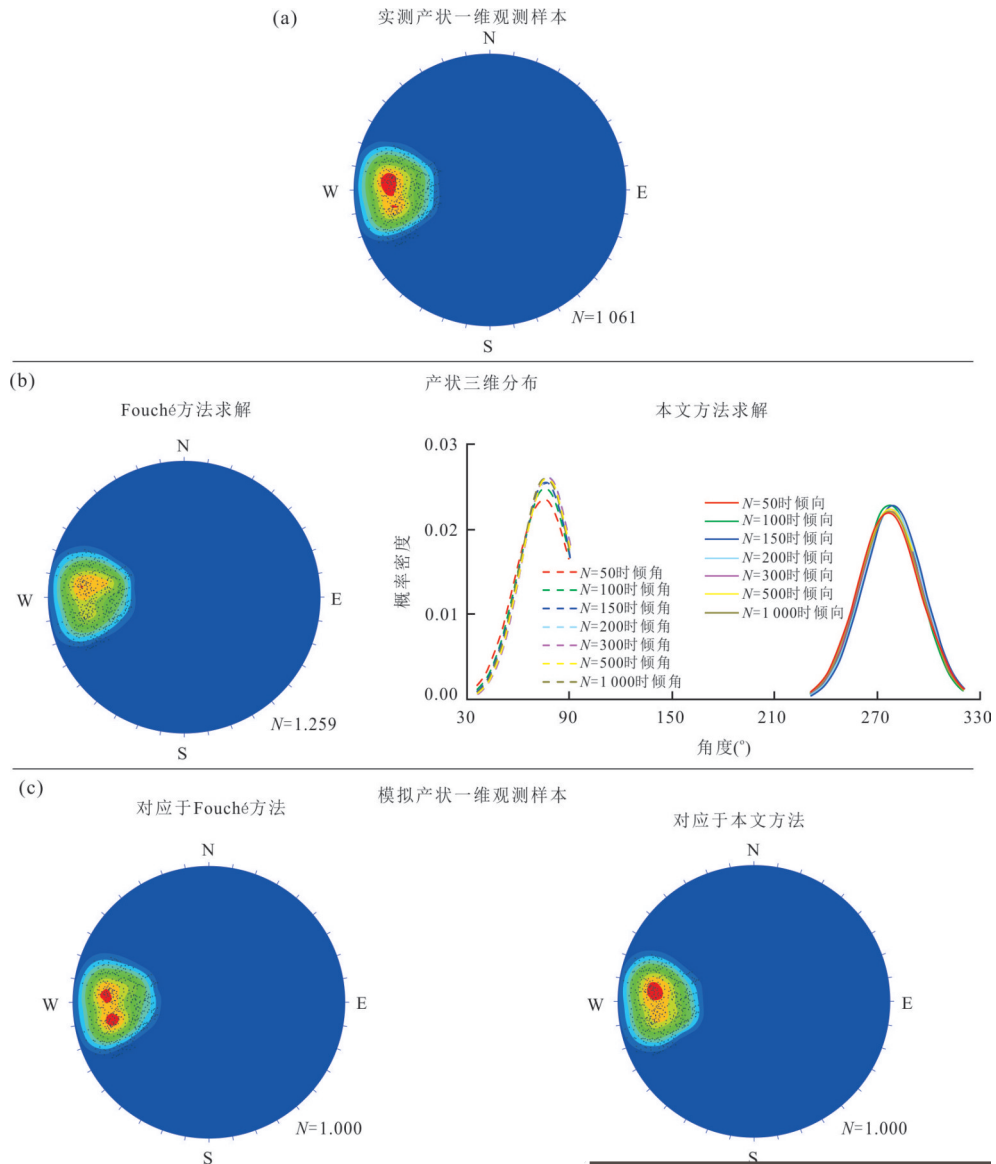 (a)
实测产状一维观测样本
N
W
E
N=1 061
S
(b)
产状三维分布
Fouché方法求解
本文方法求解
N
W
E
N=1.259
S
0.03
0.02
0.01
0.00
概率密度
N=50时倾角
N=100时倾角
N=150时倾角
N=200时倾角
N=300时倾角
N=500时倾角
N=1 000时倾角
N=50时倾向
N=100时倾向
N=150时倾向
N=200时倾向
N=300时倾向
N=500时倾向
N=1 000时倾向
30
90
150
210
270
330
角度(°)
(c)
模拟产状一维观测样本
对应于Fouché方法
对应于本文方法
N
W
E
N=1.000
S
N
W
E
N=1.000
S